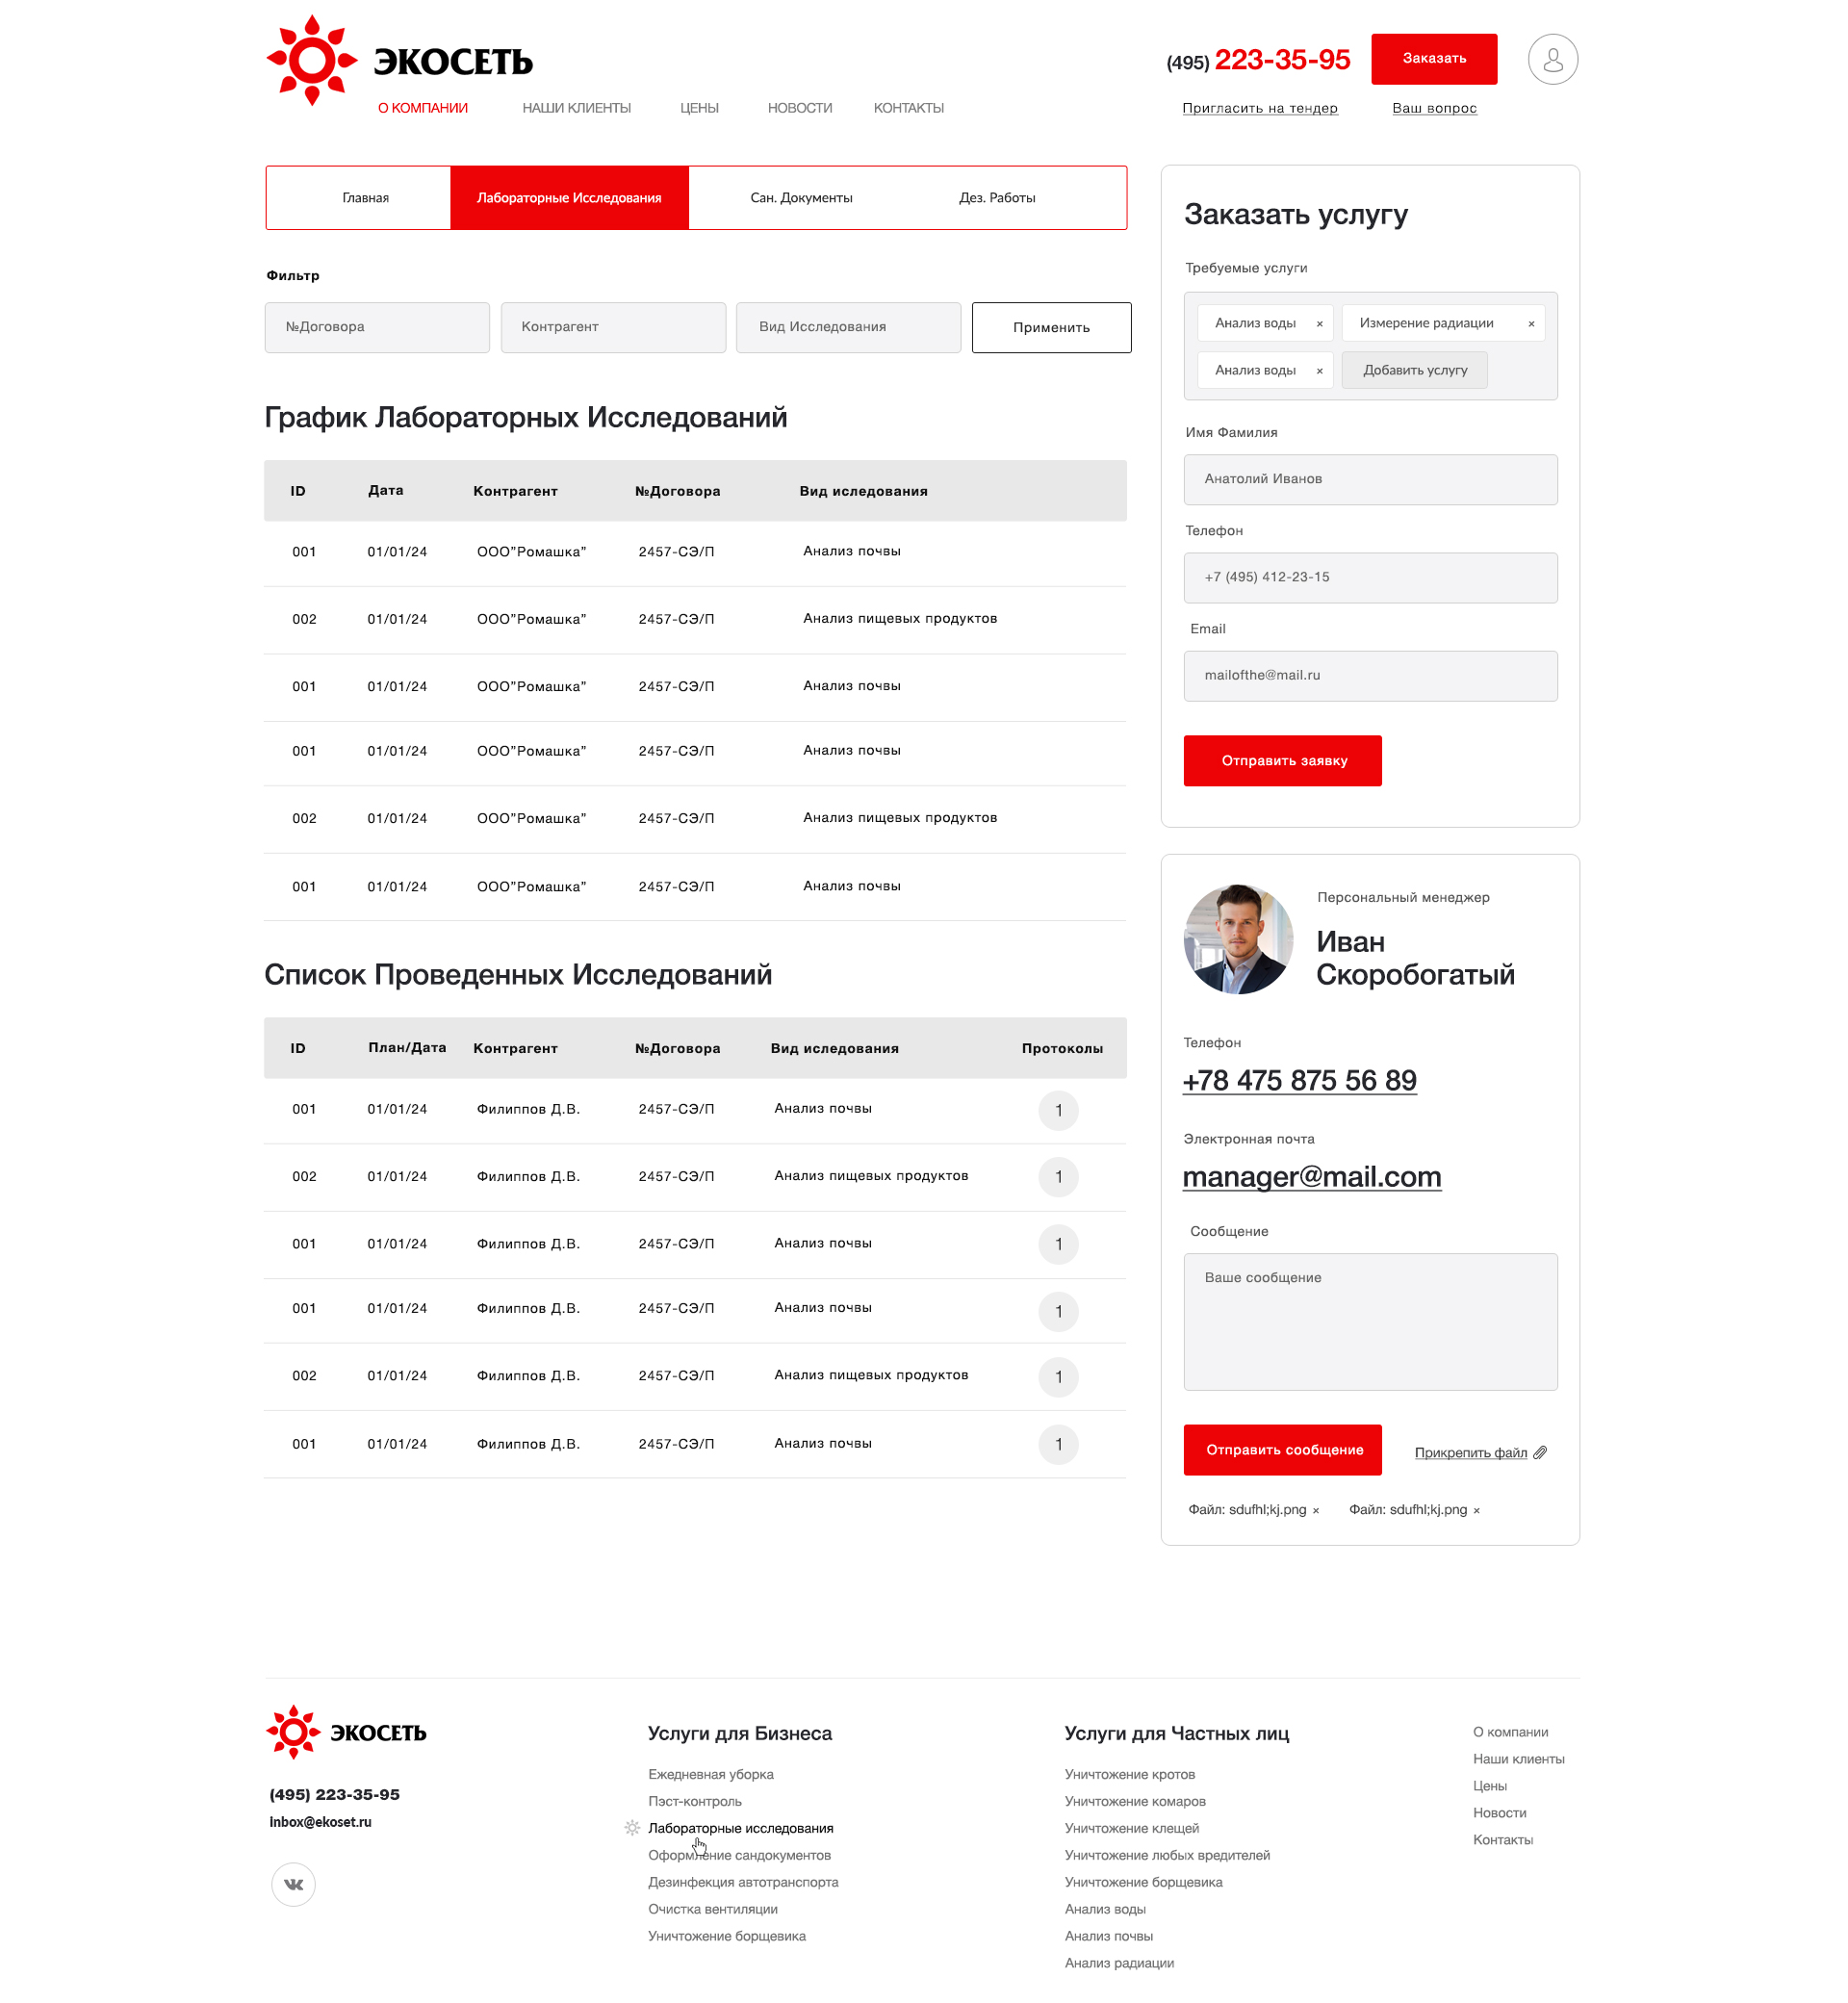 ЭКОСЕТЬ
(495) 223-35-95
Заказать
О КОМПАНИИ НАШИ КЛИЕНТЫ ЦЕНЫ НОВОСТИ КОНТАКТЫ
Пригласить на тендер Ваш вопрос
Главная Лабораторные Исследования Сан. Документы Дез. Работы
Фильтр
№Договора Контрагент Вид Исследования Применить
График Лабораторных Исследований
ID Дата Контрагент №Договора Вид иследования
001 01/01/24 ООО”Ромашка” 2457-СЭ/П Анализ почвы
002 01/01/24 ООО”Ромашка” 2457-СЭ/П Анализ пищевых продуктов
001 01/01/24 ООО”Ромашка” 2457-СЭ/П Анализ почвы
001 01/01/24 ООО”Ромашка” 2457-СЭ/П Анализ почвы
002 01/01/24 ООО”Ромашка” 2457-СЭ/П Анализ пищевых продуктов
001 01/01/24 ООО”Ромашка” 2457-СЭ/П Анализ почвы
Список Проведенных Исследований
ID План/Дата Контрагент №Договора Вид иследования Протоколы
001 01/01/24 Филиппов Д.В. 2457-СЭ/П Анализ почвы 1
002 01/01/24 Филиппов Д.В. 2457-СЭ/П Анализ пищевых продуктов 1
001 01/01/24 Филиппов Д.В. 2457-СЭ/П Анализ почвы 1
001 01/01/24 Филиппов Д.В. 2457-СЭ/П Анализ почвы 1
002 01/01/24 Филиппов Д.В. 2457-СЭ/П Анализ пищевых продуктов 1
001 01/01/24 Филиппов Д.В. 2457-СЭ/П Анализ почвы 1
Заказать услугу
Требуемые услуги
Анализ воды × Измерение радиации ×
Анализ воды × Добавить услугу
Имя Фамилия
Анатолий Иванов
Телефон
+7 (495) 412-23-15
Email
mailofthe@mail.ru
Отправить заявку
Персональный менеджер
Иван
Скоробогатый
Телефон
+78 475 875 56 89
Электронная почта
manager@mail.com
Сообщение
Ваше сообщение
Отправить сообщение Прикрепить файл
Файл: sdufhl;kj.png × Файл: sdufhl;kj.png ×
ЭКОСЕТЬ
(495) 223-35-95
inbox@ekoset.ru
Услуги для Бизнеса
Ежедневная уборка
Пэст-контроль
Лабораторные исследования
Оформление сандокументов
Дезинфекция автотранспорта
Очистка вентиляции
Уничтожение борщевика
Услуги для Частных лиц
Уничтожение кротов
Уничтожение комаров
Уничтожение клещей
Уничтожение любых вредителей
Уничтожение борщевика
Анализ воды
Анализ почвы
Анализ радиации
О компании
Наши клиенты
Цены
Новости
Контакты